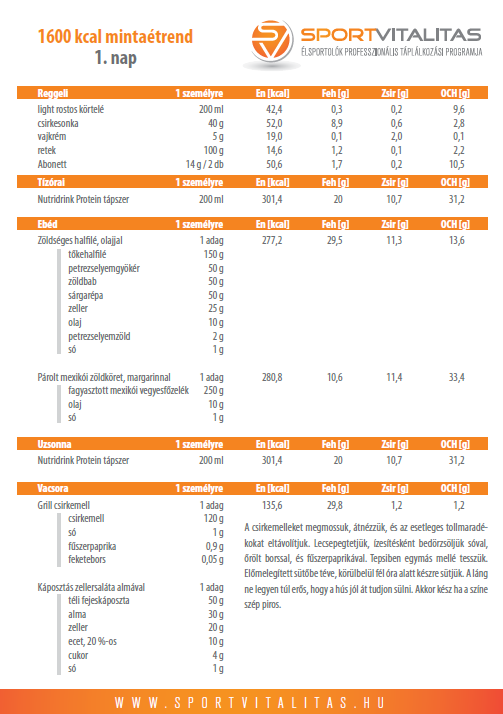 1600 kcal mintaétrend
1. nap
SPORTVITALITAS
ÉLSPORTOLÓK PROFESSZIONÁLIS TÁPLÁLKOZÁSI PROGRAMJA
Reggeli 1 személyre En [kcal] Feh [g] Zsir [g] OCH [g]
light rostos körtelé 200 ml 42,4 0,3 0,2 9,6
csirkesonka 40 g 52,0 8,9 0,6 2,8
vajkrém 5 g 19,0 0,1 2,0 0,1
retek 100 g 14,6 1,2 0,1 2,2
Abonett 14 g / 2 db 50,6 1,7 0,2 10,5
Tízórai 1 személyre En [kcal] Feh [g] Zsir [g] OCH [g]
Nutridrink Protein tápszer 200 ml 301,4 20 10,7 31,2
Ebéd 1 személyre En [kcal] Feh [g] Zsir [g] OCH [g]
Zöldséges halfilé, olajjal 1 adag 277,2 29,5 11,3 13,6
tőkehalfilé 150 g
petrezselyemgyökér 50 g
zöldbab 50 g
sárgarépa 50 g
zeller 25 g
olaj 10 g
petrezselyemzöld 2 g
só 1 g
Párolt mexikói zöldköret, margarinnal 1 adag 280,8 10,6 11,4 33,4
fagyasztott mexikói vegyesfőzelék 250 g
olaj 10 g
só 1 g
Uzsonna 1 személyre En [kcal] Feh [g] Zsir [g] OCH [g]
Nutridrink Protein tápszer 200 ml 301,4 20 10,7 31,2
Vacsora 1 személyre En [kcal] Feh [g] Zsir [g] OCH [g]
Grill csirkemell 1 adag 135,6 29,8 1,2 1,2
csirkemell 120 g
só 1 g
fűszerpaprika 0,9 g
feketebors 0,05 g
A csirkemelleket megmossuk, átnézzük, és az esetleges tollmaradé-
kokat eltávolítjuk. Lecsepegtetjük, ízesítésként bedörzsöljük sóval,
őrölt borssal, és fűszerpaprikával. Tepsiben egymás mellé tesszük.
Előmelegített sütőbe téve, körülbelül fél óra alatt készre sütjük. A láng
ne legyen túl erős, hogy a hús jól át tudjon sülni. Akkor kész ha a színe
szép piros.
Káposztás zellersaláta almával 1 adag
téli fejeskáposzta 50 g
alma 30 g
zeller 20 g
ecet, 20 %-os 10 g
cukor 4 g
só 1 g
WWW.SPORTVITALITAS.HU